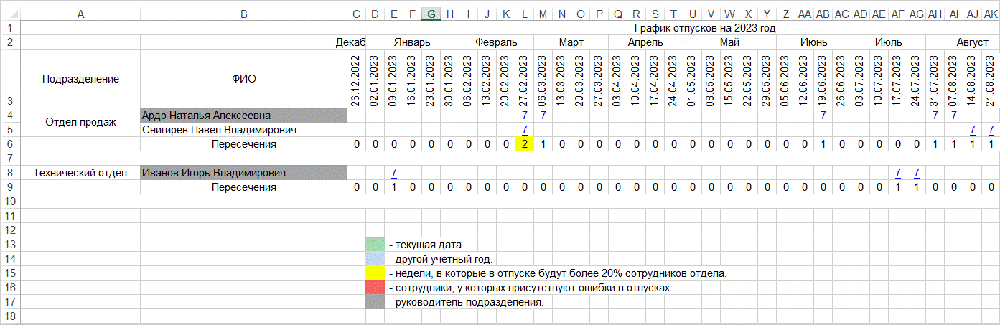 A B C D E F G H I J K L M N O P Q R S T U V W X Y Z AA AB AC AD AE AF AG AH AI AJ AK
1 График отпусков на 2023 год
2 Декаб Январь Февраль Март Апрель Май Июнь Июль Август
3 Подразделение ФИО 26.12.2022 02.01.2023 09.01.2023 16.01.2023 23.01.2023 30.01.2023 06.02.2023 13.02.2023 20.02.2023 27.02.2023 06.03.2023 13.03.2023 20.03.2023 27.03.2023 03.04.2023 10.04.2023 17.04.2023 24.04.2023 01.05.2023 08.05.2023 15.05.2023 22.05.2023 29.05.2023 05.06.2023 12.06.2023 19.06.2023 26.06.2023 03.07.2023 10.07.2023 17.07.2023 24.07.2023 31.07.2023 07.08.2023 14.08.2023 21.08.2023
4 Отдел продаж Ардо Наталья Алексеевна 7 7 7 7 7
5 Снигирев Павел Владимирович 7 7 7
6 Пересечения 0 0 0 0 0 0 0 0 0 2 1 0 0 0 0 0 0 0 0 0 0 0 0 0 0 1 0 0 0 0 0 1 1 1 1
7
8 Технический отдел Иванов Игорь Владимирович 7 7 7
9 Пересечения 0 0 1 0 0 0 0 0 0 0 0 0 0 0 0 0 0 0 0 0 0 0 0 0 0 0 0 0 0 1 1 0 0 0 0
10
11
12
13 - текущая дата.
14 - другой учетный год.
15 - недели, в которые в отпуске будут более 20% сотрудников отдела.
16 - сотрудники, у которых присутствуют ошибки в отпусках.
17 - руководитель подразделения.
18